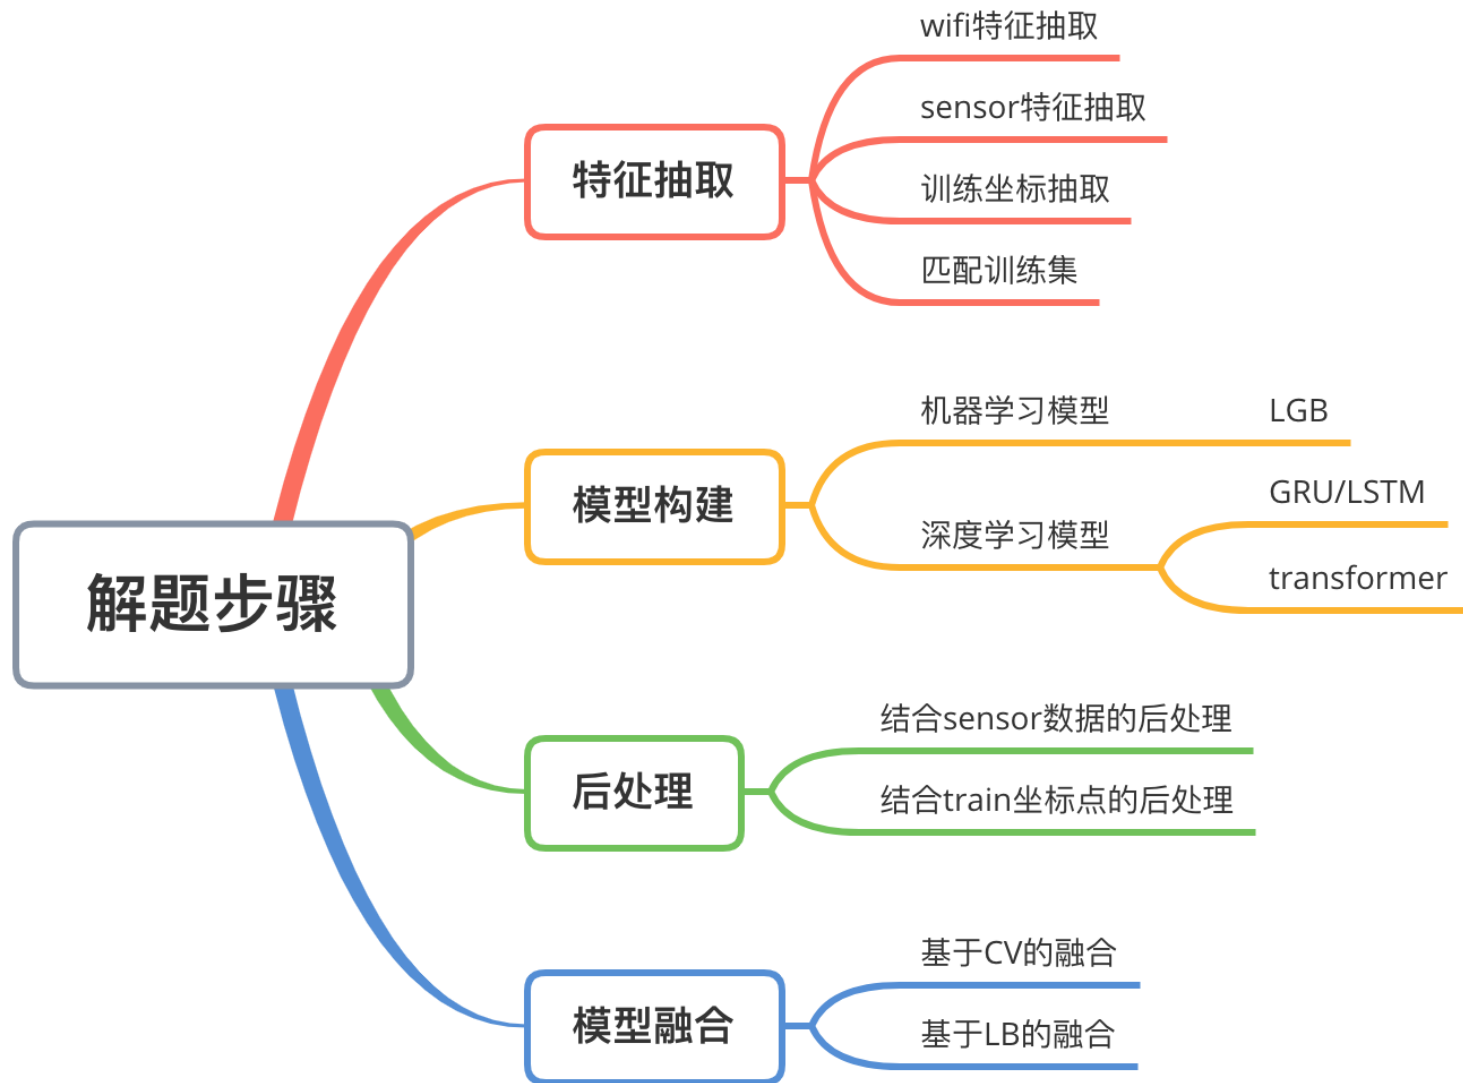 解题步骤
特征抽取
wifi特征抽取
sensor特征抽取
训练坐标抽取
匹配训练集
模型构建
机器学习模型
LGB
深度学习模型
GRU/LSTM
transformer
后处理
结合sensor数据的后处理
结合train坐标点的后处理
模型融合
基于CV的融合
基于LB的融合